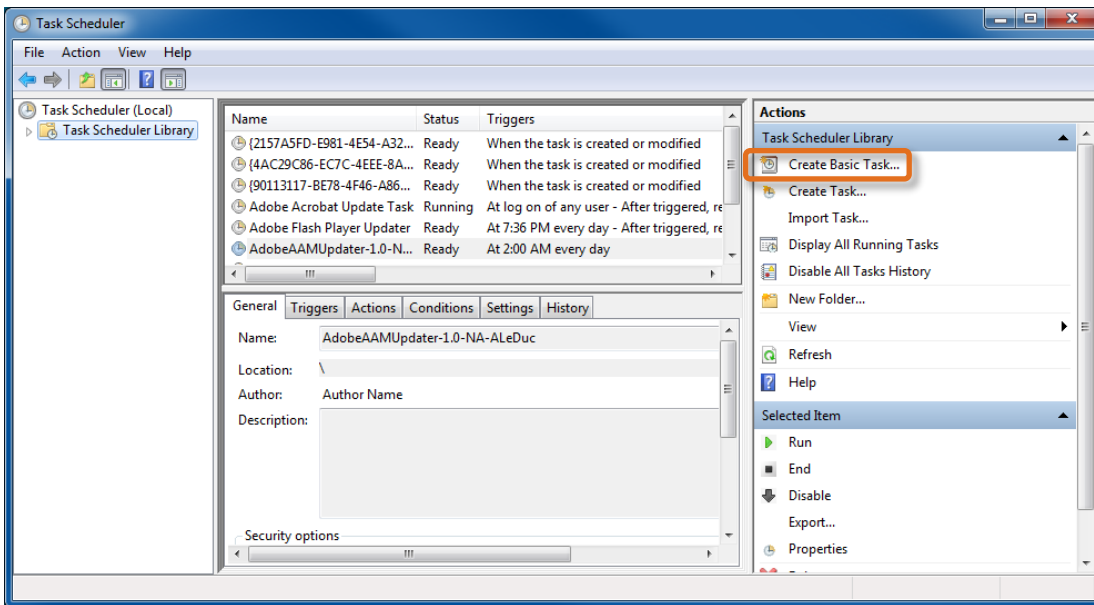 Task Scheduler
File Action View Help
Task Scheduler (Local)
Task Scheduler Library
Name Status Triggers
{2157A5FD-E981-4E54-A32... Ready When the task is created or modified
{4AC29C86-EC7C-4EEE-8A... Ready When the task is created or modified
{90113117-BE78-4F46-A86... Ready When the task is created or modified
Adobe Acrobat Update Task Running At log on of any user - After triggered, re
Adobe Flash Player Updater Ready At 7:36 PM every day - After triggered, re
AdobeAAMUpdater-1.0-N... Ready At 2:00 AM every day
General Triggers Actions Conditions Settings History
Name: AdobeAAMUpdater-1.0-NA-ALeDuc
Location: \
Author: Author Name
Description:
Security options
Actions
Task Scheduler Library
Create Basic Task...
Create Task...
Import Task...
Display All Running Tasks
Disable All Tasks History
New Folder...
View
Refresh
Help
Selected Item
Run
End
Disable
Export...
Properties